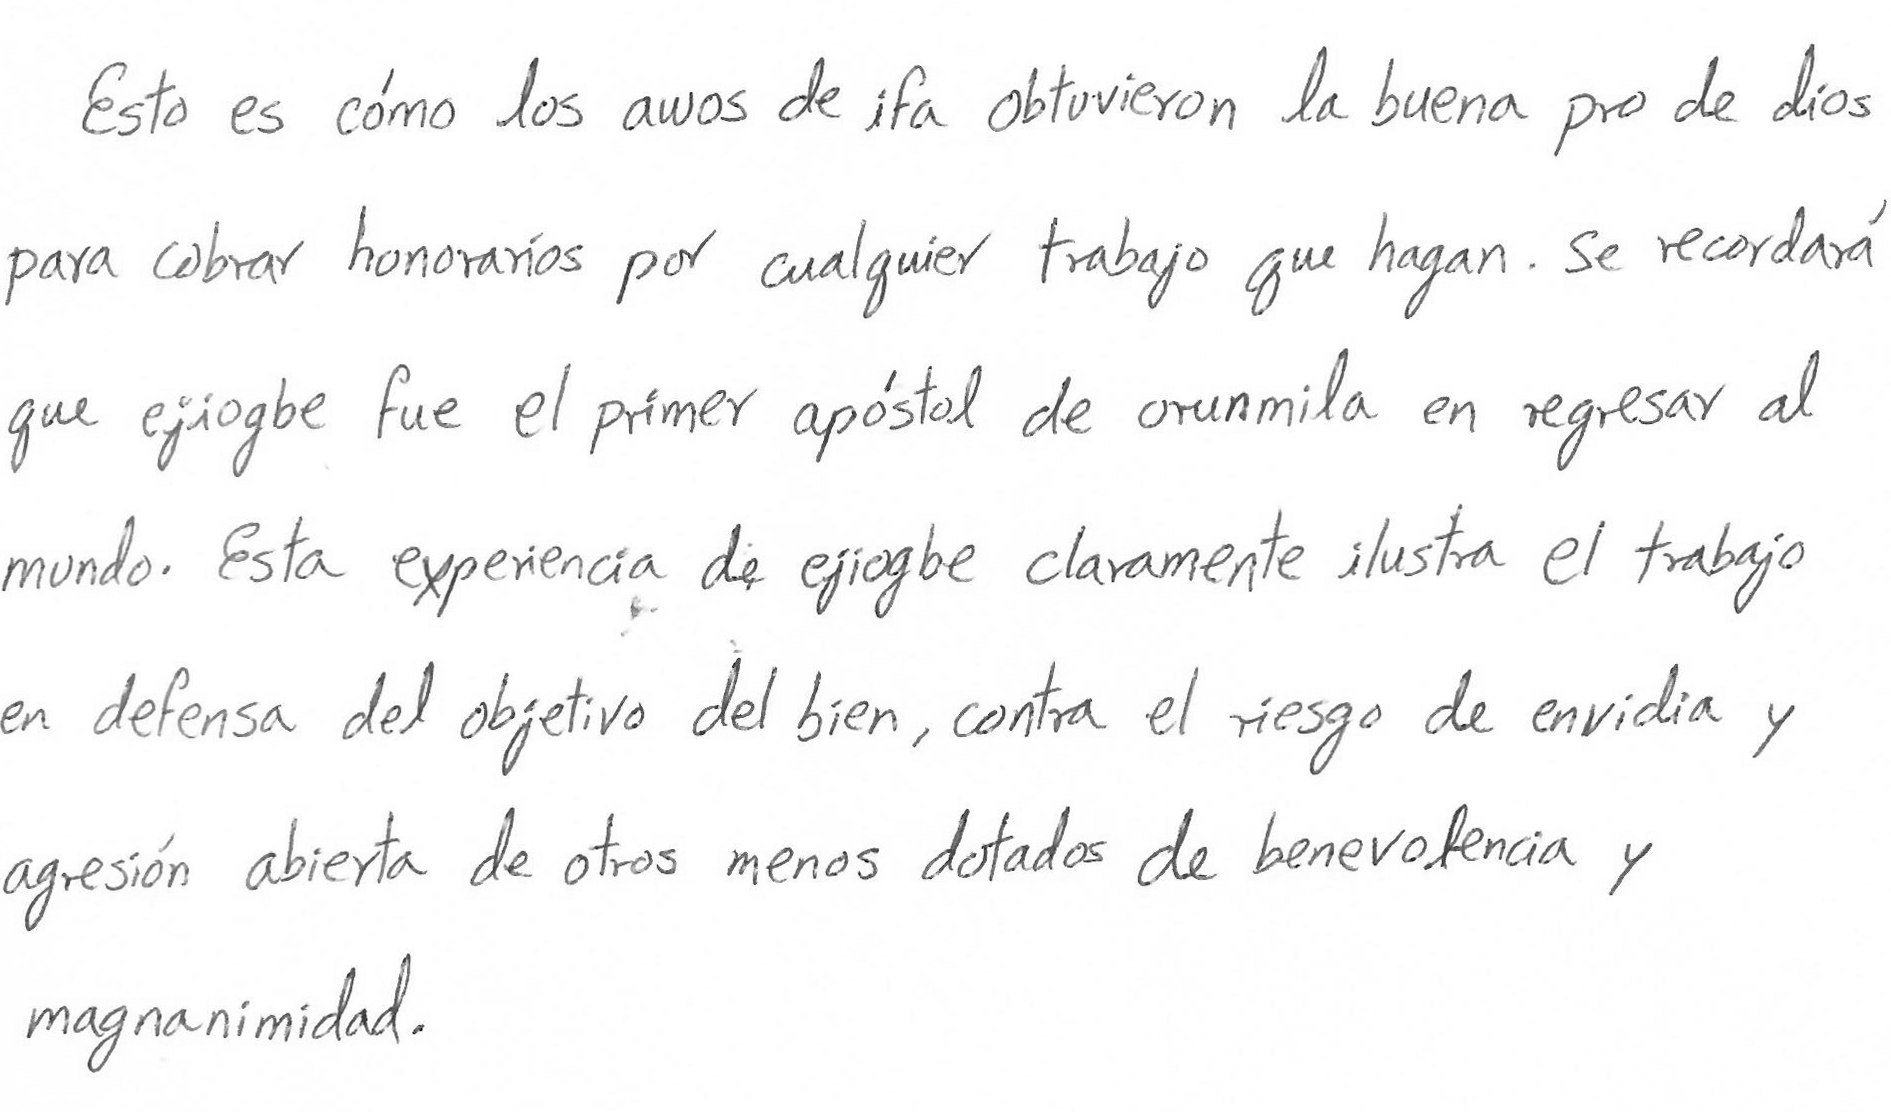 Esto es cómo los awos de ifa obtuvieron la buena pro de dios
para cobrar honorarios por cualquier trabajo que hagan. Se recordará
que ejiogbe fue el primer apóstol de orunmila en regresar al
mundo. Esta experiencia de ejiogbe claramente ilustra el trabajo
en defensa del objetivo del bien, contra el riesgo de envidia y
agresión abierta de otros menos dotados de benevolencia y
magnanimidad.